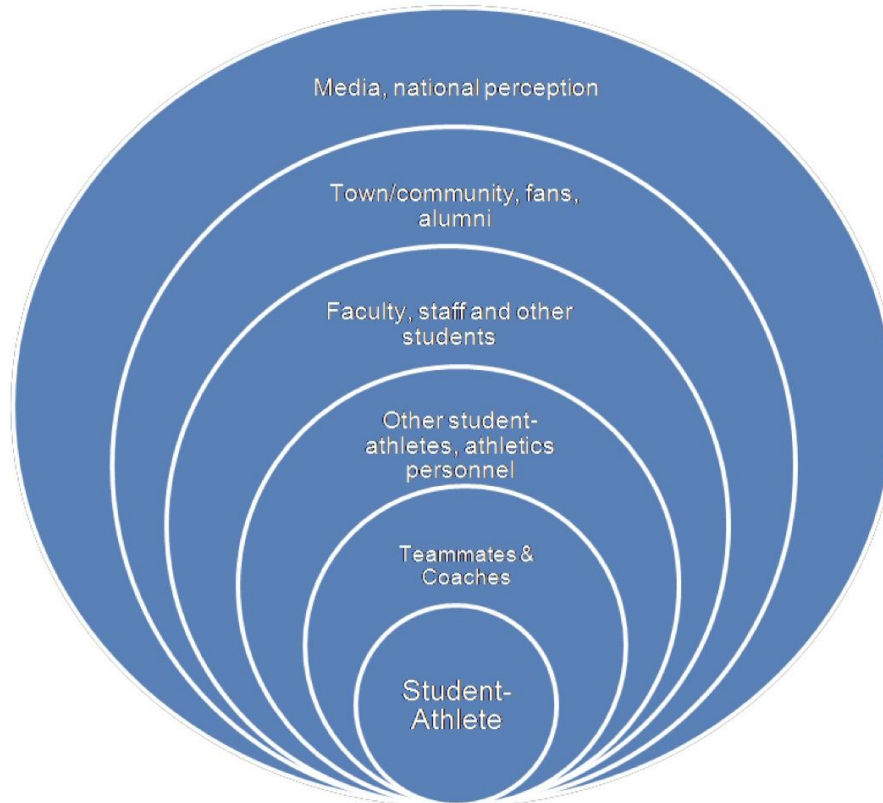 Media, national perception
Town/community, fans,
alumni
Faculty, staff and other
students
Other student-
athletes, athletics
personnel
Teammates &
Coaches
Student-
Athlete